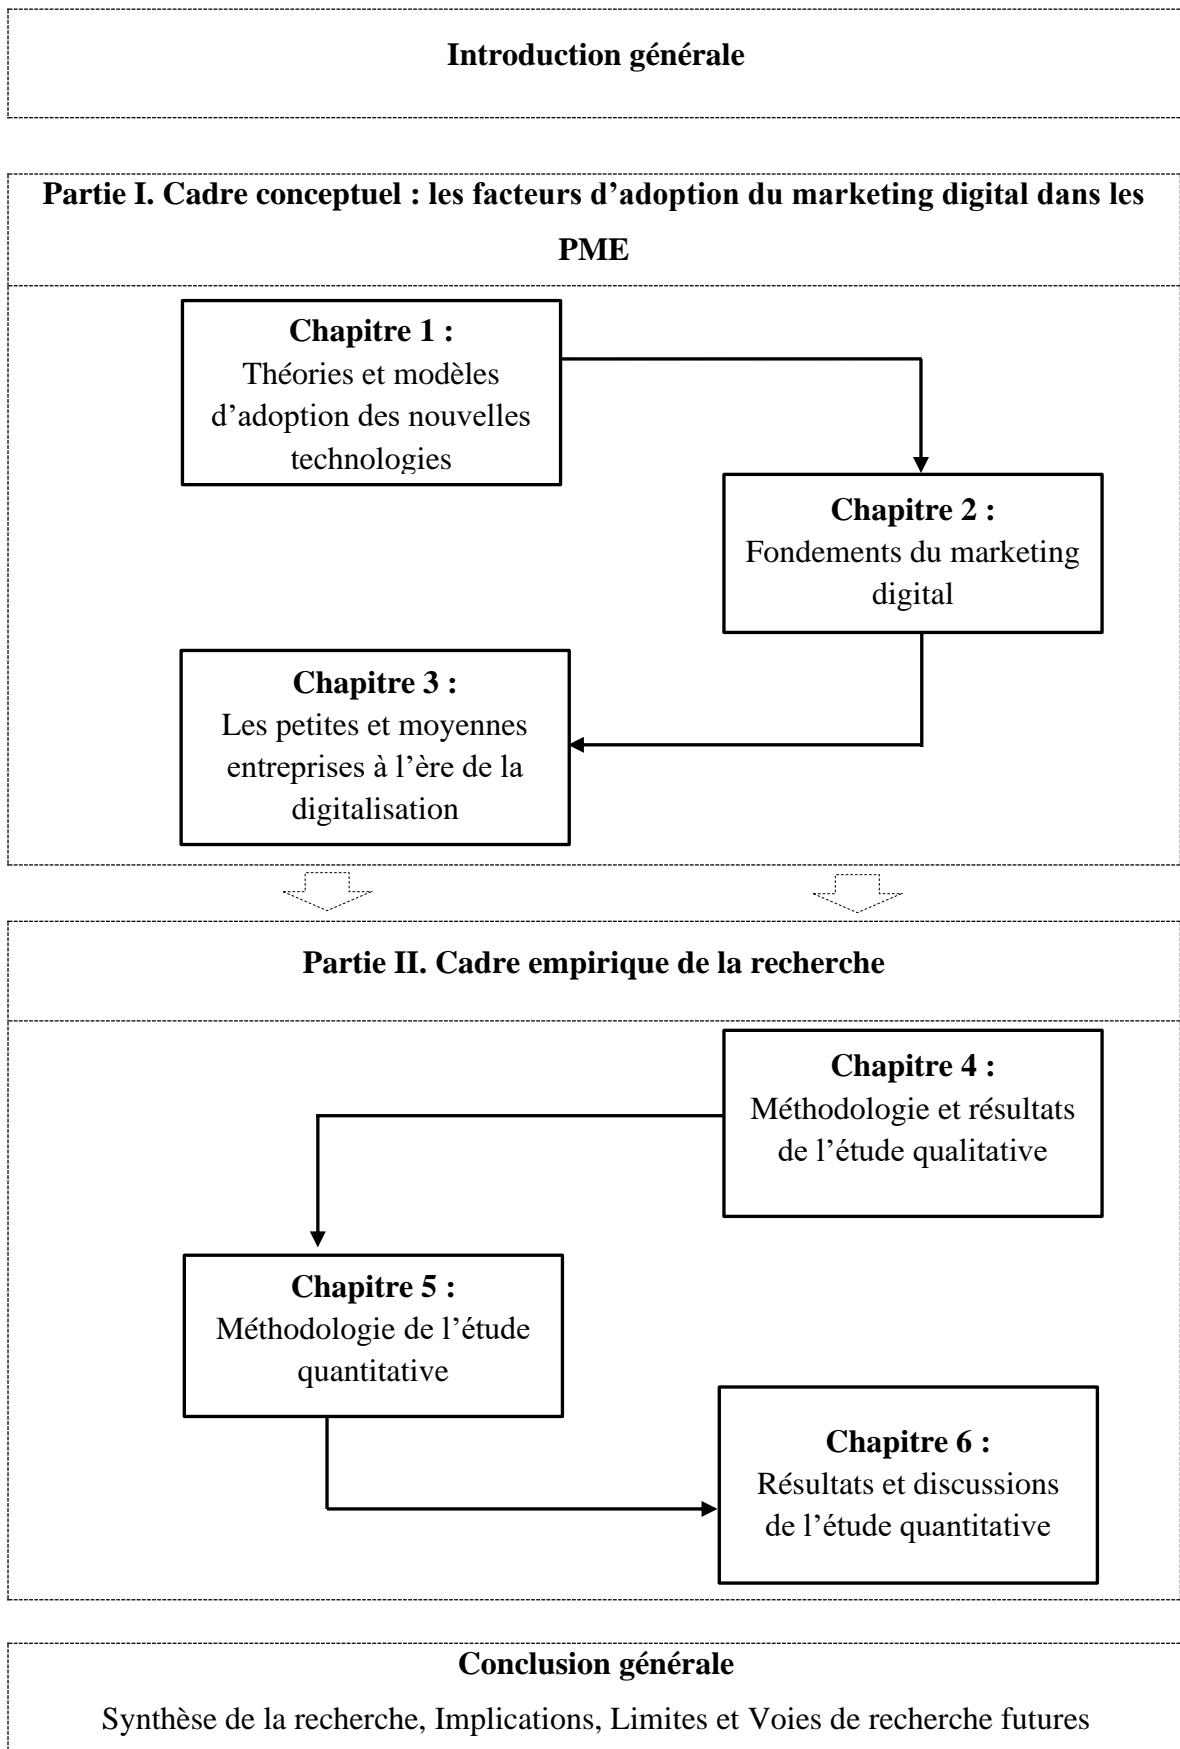 Introduction générale
Partie I. Cadre conceptuel : les facteurs d’adoption du marketing digital dans les
PME
Chapitre 1 :
Théories et modèles
d’adoption des nouvelles
technologies
Chapitre 2 :
Fondements du marketing
digital
Chapitre 3 :
Les petites et moyennes
entreprises à l’ère de la
digitalisation
Partie II. Cadre empirique de la recherche
Chapitre 4 :
Méthodologie et résultats
de l’étude qualitative
Chapitre 5 :
Méthodologie de l’étude
quantitative
Chapitre 6 :
Résultats et discussions
de l’étude quantitative
Conclusion générale
Synthèse de la recherche, Implications, Limites et Voies de recherche futures